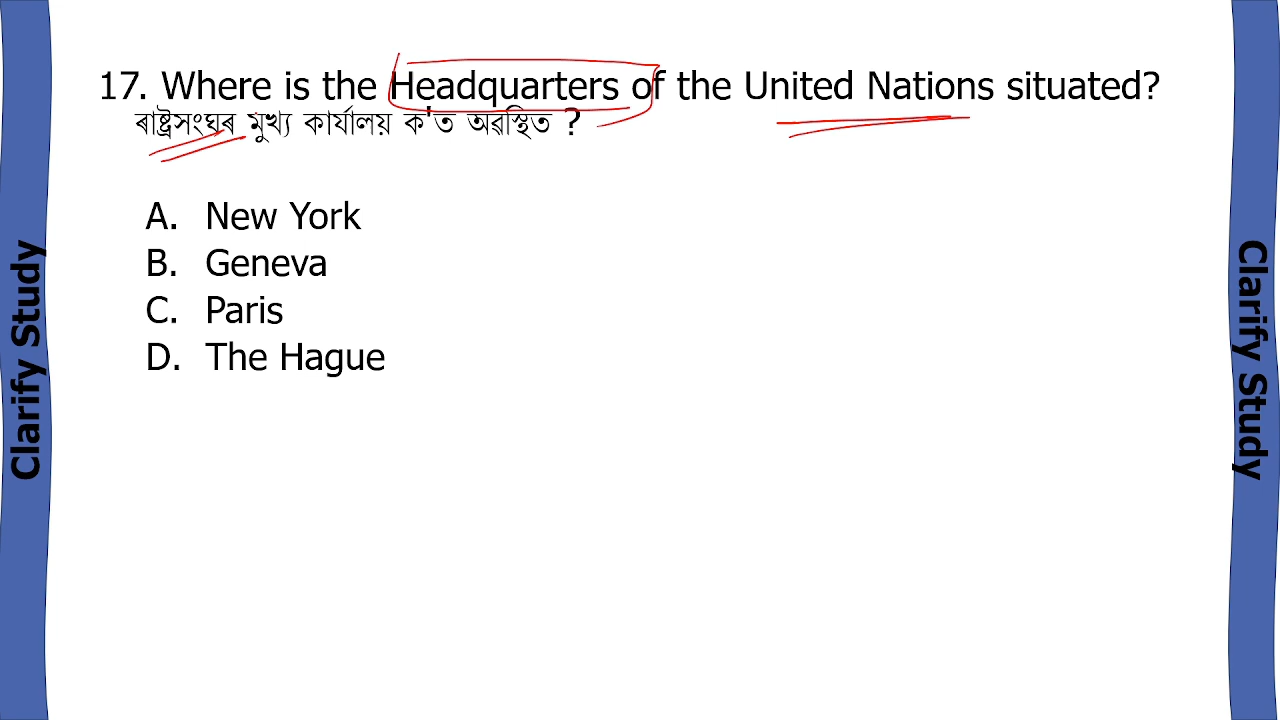 17. Where is the Headquarters of the United Nations situated?
ৰাষ্ট্ৰসংঘৰ মুখ্য কাৰ্যালয় ক'ত অৱস্থিত ?
A. New York
B. Geneva
C. Paris
D. The Hague
Clarify Study
Clarify Study